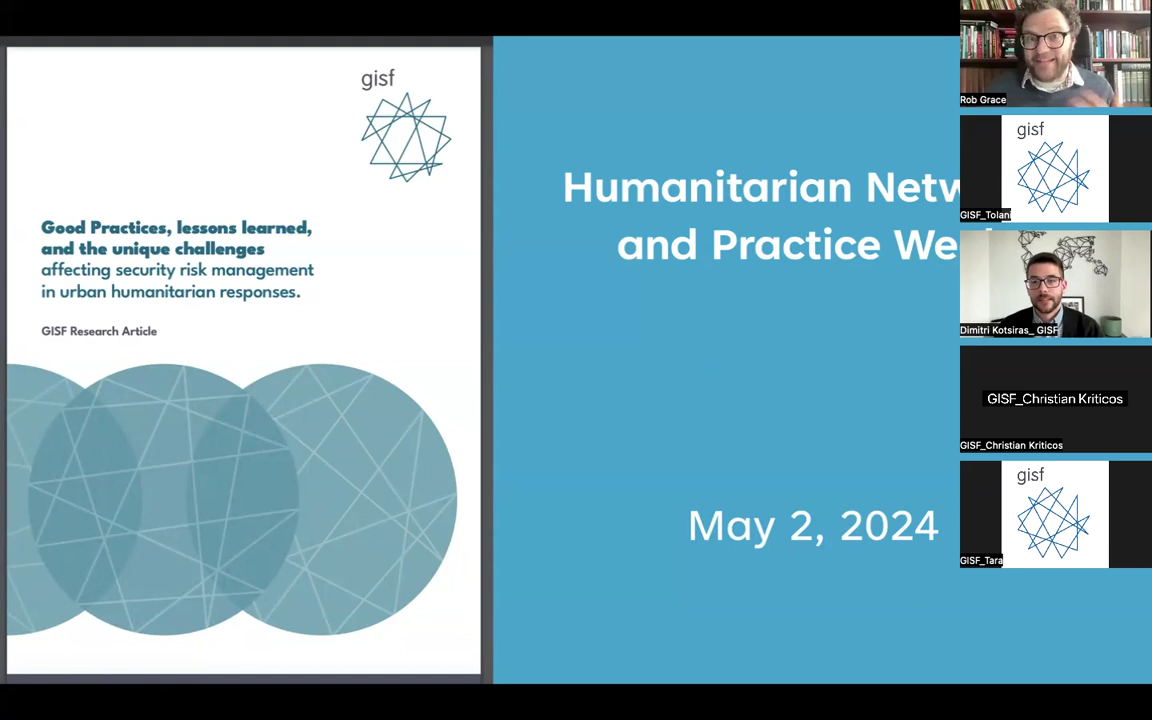 gisf
Good Practices, lessons learned,
and the unique challenges
affecting security risk management
in urban humanitarian responses.
GISF Research Article
Humanitarian Netw
and Practice We
May 2, 2024
Rob Grace
gisf
GISF_Tolani
Dimitri Kotsiras_ GISF
GISF_Christian Kriticos
GISF_Christian Kriticos
gisf
GISF_Tara